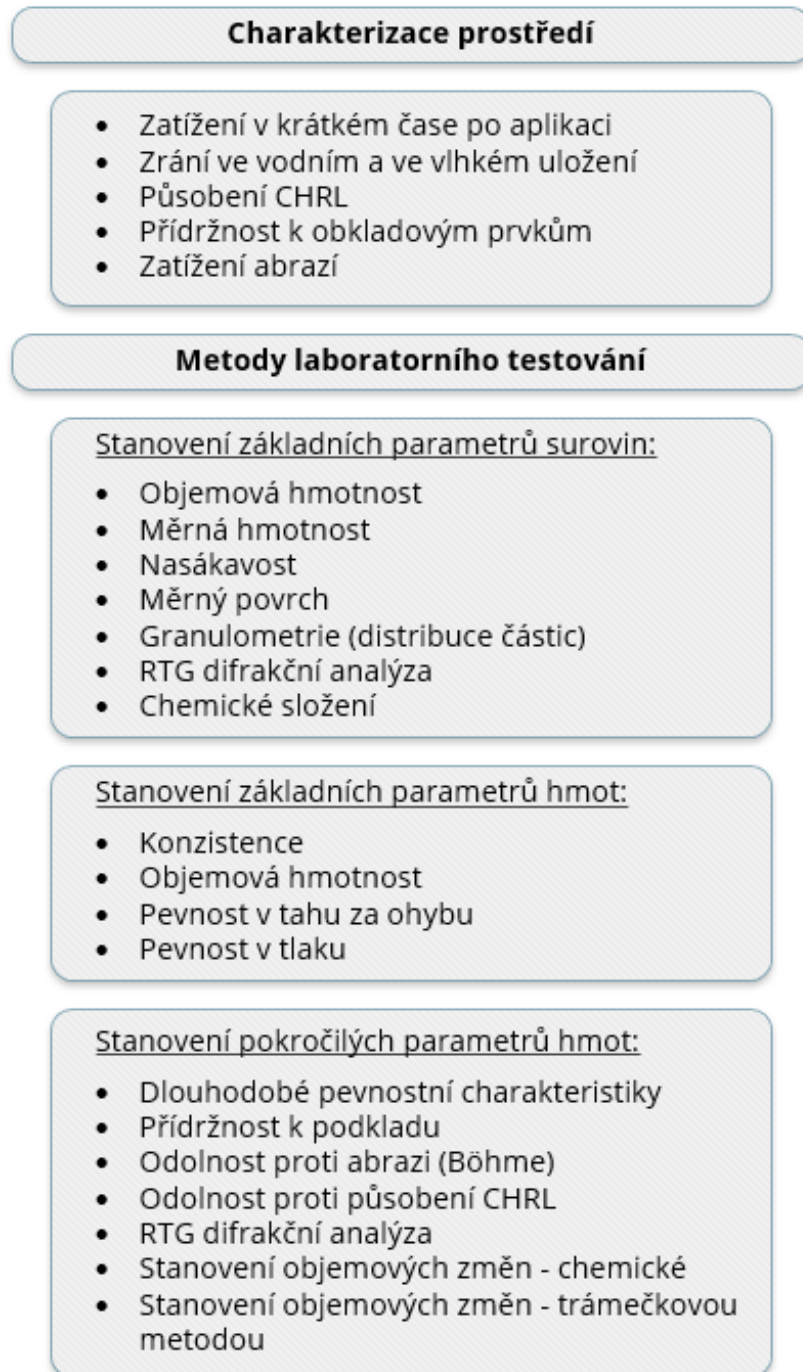 Charakterizace prostředí
• Zatížení v krátkém čase po aplikaci
• Zrání ve vodním a ve vlhkém uložení
• Působení CHRL
• Přídržnost k obkladovým prvkům
• Zatížení abrazí
Metody laboratorního testování
Stanovení základních parametrů surovin:
• Objemová hmotnost
• Měrná hmotnost
• Nasákavost
• Měrný povrch
• Granulometrie (distribuce částic)
• RTG difrakční analýza
• Chemické složení
Stanovení základních parametrů hmot:
• Konzistence
• Objemová hmotnost
• Pevnost v tahu za ohybu
• Pevnost v tlaku
Stanovení pokročilých parametrů hmot:
• Dlouhodobé pevnostní charakteristiky
• Přídržnost k podkladu
• Odolnost proti abrazi (Böhme)
• Odolnost proti působení CHRL
• RTG difrakční analýza
• Stanovení objemových změn - chemické
• Stanovení objemových změn - trámečkovou
metodou